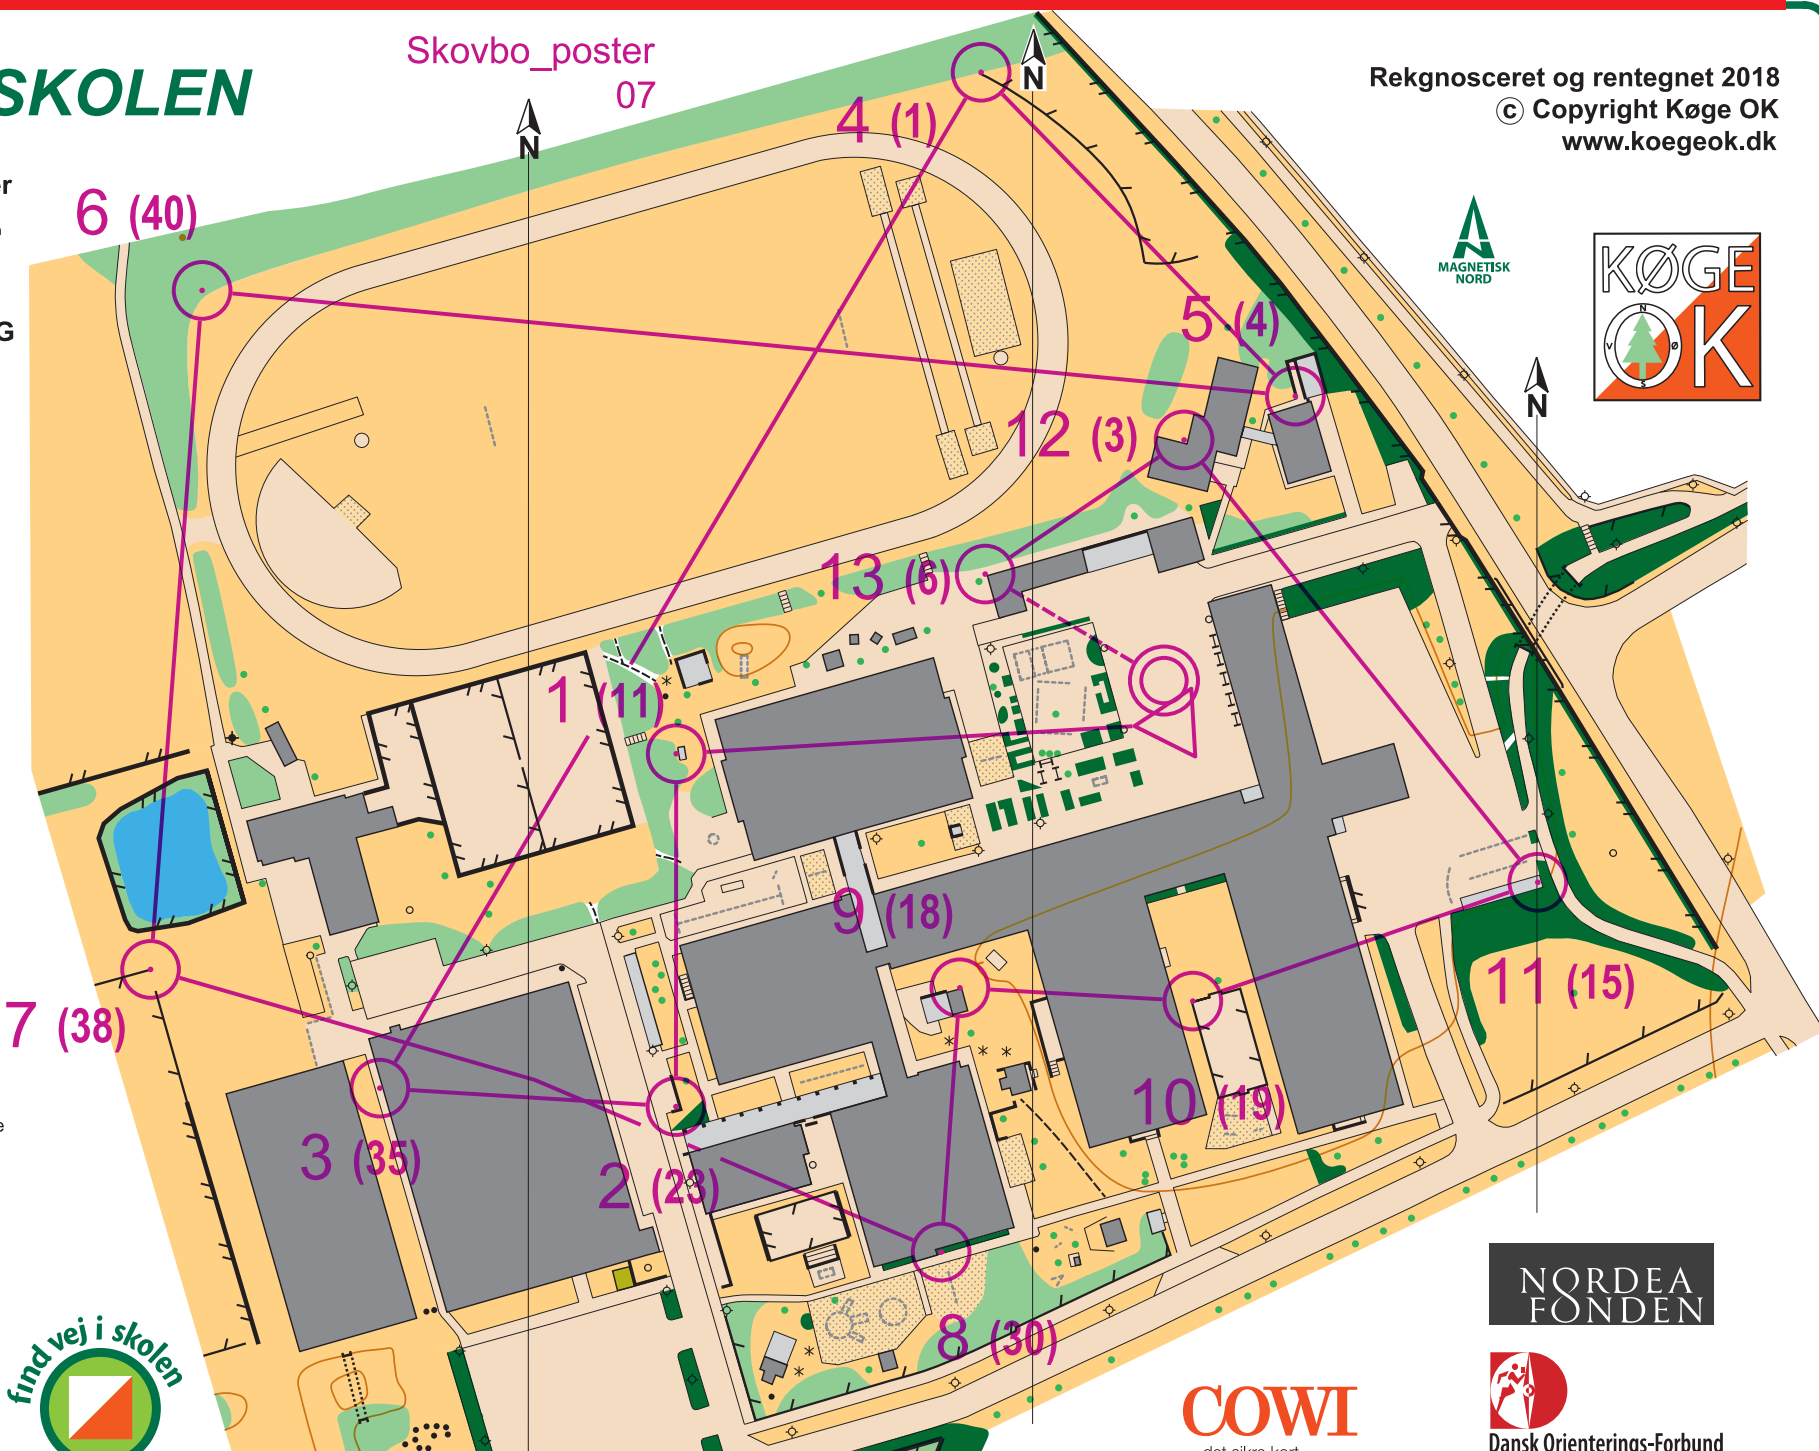 SKOLEN
Skovbo_poster
07
Rekgnosceret og rentegnet 2018
© Copyright Køge OK
www.koegeok.dk
N
N
N
MAGNETISK
NORD
KØGE
OK
N
V
Ø
S
G
4 (1)
6 (40)
5 (4)
12 (3)
13 (6)
1 (11)
9 (18)
11 (15)
7 (38)
10 (19)
3 (35)
2 (23)
8 (30)
find vej i skolen
NORDEA
FONDEN
COWI
Dansk Orienterings-Forbund